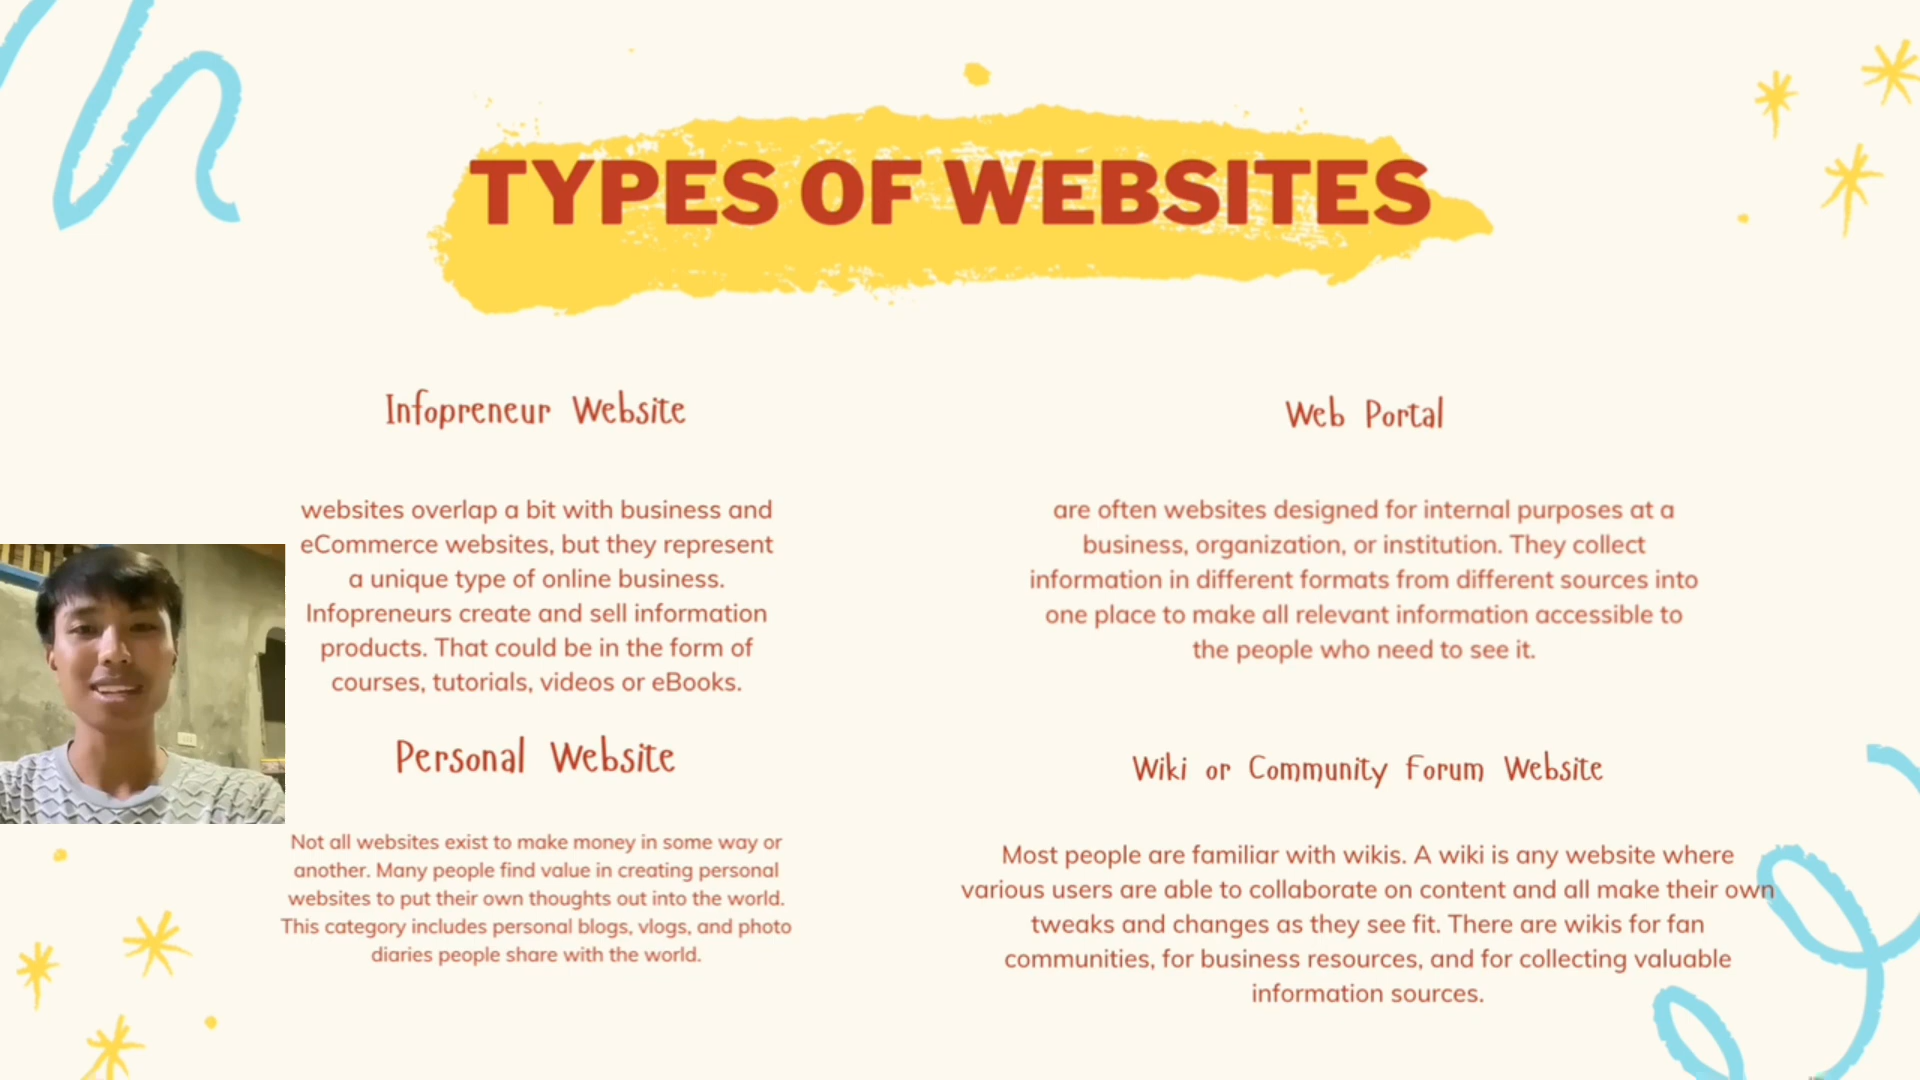 TYPES OF WEBSITES
Infopreneur Website
websites overlap a bit with business and
eCommerce websites, but they represent
a unique type of online business.
Infopreneurs create and sell information
products. That could be in the form of
courses, tutorials, videos or eBooks.
Web Portal
are often websites designed for internal purposes at a
business, organization, or institution. They collect
information in different formats from different sources into
one place to make all relevant information accessible to
the people who need to see it.
Personal Website
Not all websites exist to make money in some way or
another. Many people find value in creating personal
websites to put their own thoughts out into the world.
This category includes personal blogs, vlogs, and photo
diaries people share with the world.
Wiki or Community Forum Website
Most people are familiar with wikis. A wiki is any website where
various users are able to collaborate on content and all make their own
tweaks and changes as they see fit. There are wikis for fan
communities, for business resources, and for collecting valuable
information sources.